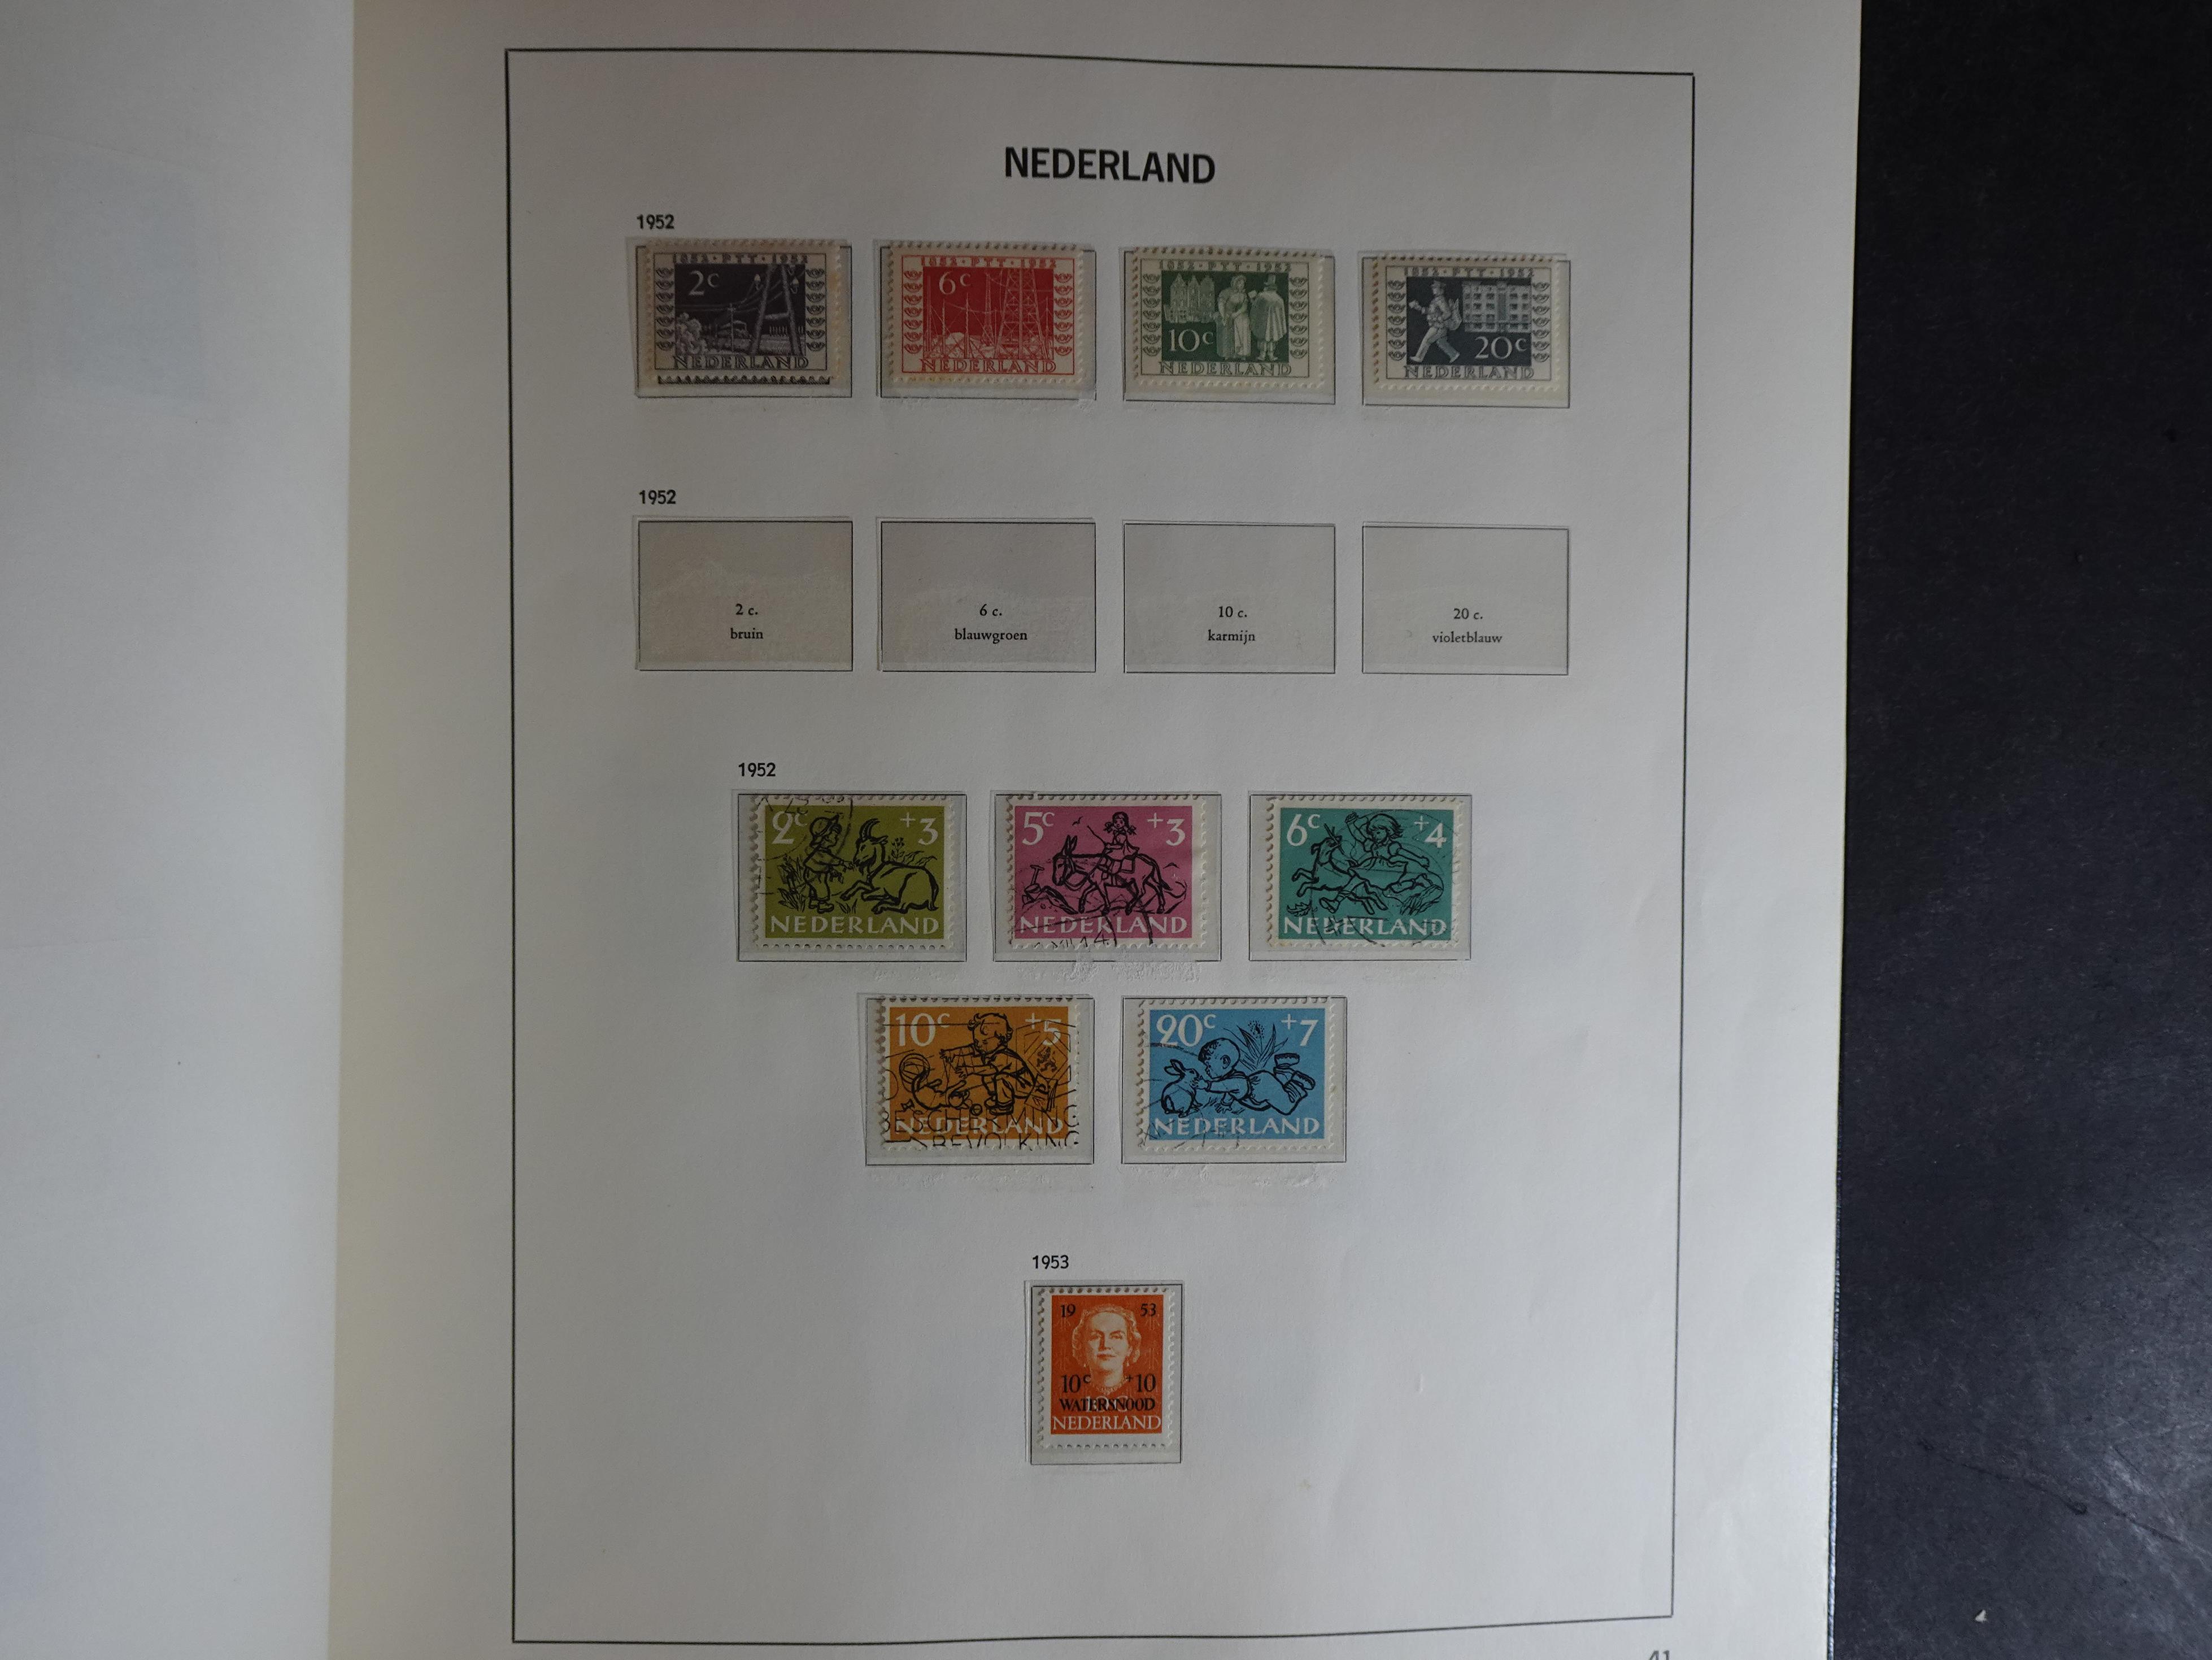 NEDERLAND
1952
1852 · PTT · 1952
2c
NEDERLAND
1852 · PTT · 1952
6c
NEDERLAND
1852 · PTT · 1952
10c
NEDERLAND
1852 · PTT · 1952
20c
NEDERLAND
1952
2 c.
bruin
6 c.
blauwgroen
10 c.
karmijn
20 c.
violetblauw
1952
2c +3
NEDERLAND
5c +3
NEDERLAND
6c +4
NEDERLAND
10c +5
NEDERLAND
20c +7
NEDERLAND
1953
19 53
10c +10
WATERSNOOD
NEDERLAND
41